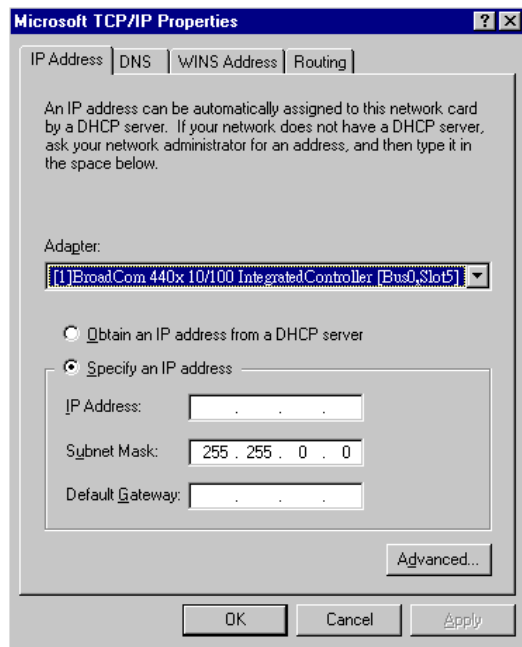 Microsoft TCP/IP Properties
IP Address DNS WINS Address Routing
An IP address can be automatically assigned to this network card
by a DHCP server. If your network does not have a DHCP server,
ask your network administrator for an address, and then type it in
the space below.
Adapter:
[1]BroadCom 440x 10/100 IntegratedController [Bus0,Slot5]
Obtain an IP address from a DHCP server
Specify an IP address
IP Address: . . .
Subnet Mask: 255 . 255 . 0 . 0
Default Gateway: . . .
Advanced...
OK Cancel Apply